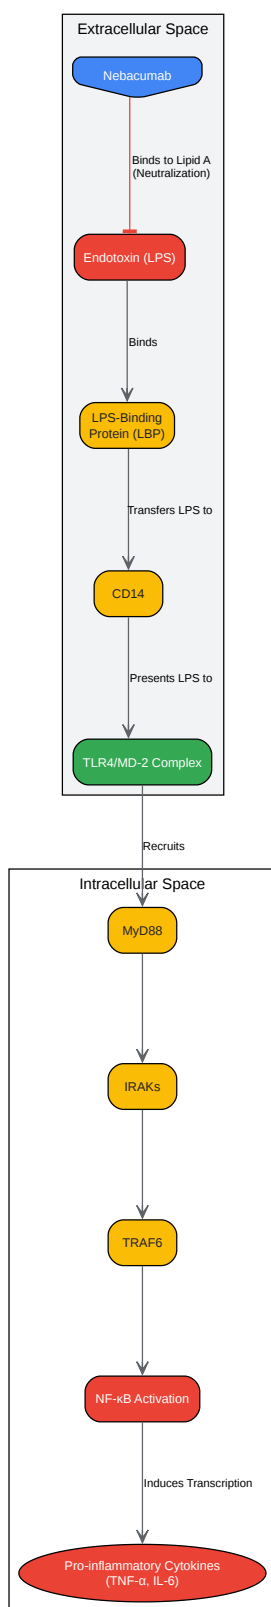 Extracellular Space
Nebacumab
Binds to Lipid A
(Neutralization)
Endotoxin (LPS)
Binds
LPS-Binding
Protein (LBP)
Transfers LPS to
CD14
Presents LPS to
TLR4/MD-2 Complex
Recruits
Intracellular Space
MyD88
IRAKs
TRAF6
NF-κB Activation
Induces Transcription
Pro-inflammatory Cytokines
(TNF-α, IL-6)